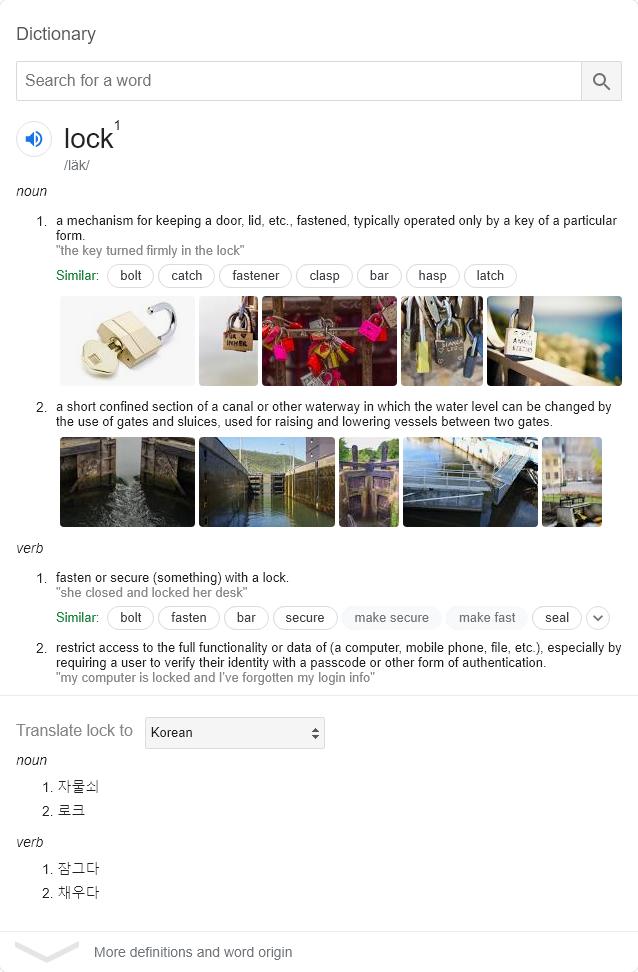 Dictionary
Search for a word
lock1
/läk/
noun
1. a mechanism for keeping a door, lid, etc., fastened, typically operated only by a key of a particular
form.
"the key turned firmly in the lock"
Similar: bolt catch fastener clasp bar hasp latch
2. a short confined section of a canal or other waterway in which the water level can be changed by
the use of gates and sluices, used for raising and lowering vessels between two gates.
verb
1. fasten or secure (something) with a lock.
"she closed and locked her desk"
Similar: bolt fasten bar secure make secure make fast seal
2. restrict access to the full functionality or data of (a computer, mobile phone, file, etc.), especially by
requiring a user to verify their identity with a passcode or other form of authentication.
"my computer is locked and I've forgotten my login info"
Translate lock to Korean
noun
1. 자물쇠
2. 로크
verb
1. 잠그다
2. 채우다
More definitions and word origin